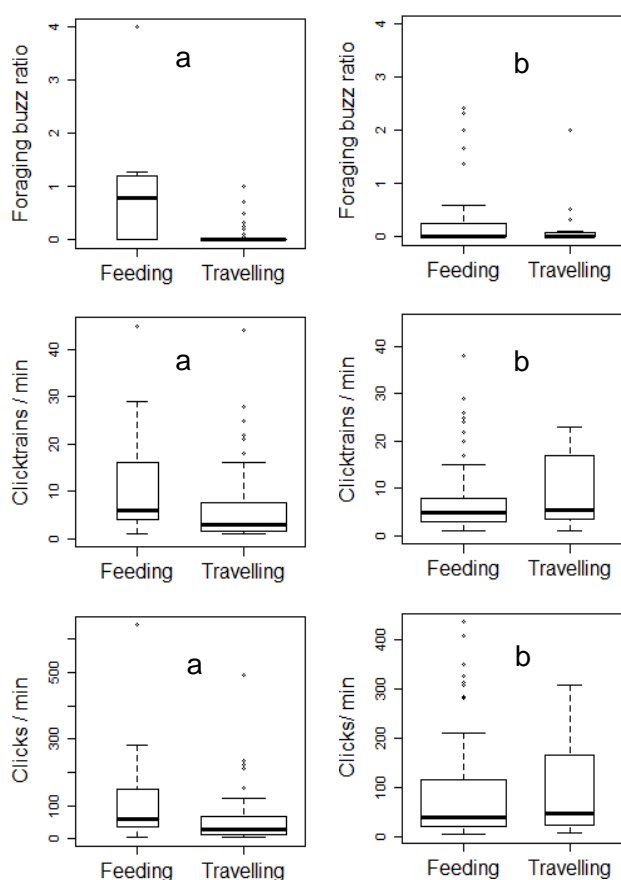 Foraging buzz ratio
0
1
2
3
4
a
Feeding Travelling
Foraging buzz ratio
0
1
2
3
4
b
Feeding Travelling
Clicktrains / min
0
10
20
30
40
a
Feeding Travelling
Clicktrains / min
0
10
20
30
40
b
Feeding Travelling
Clicks / min
0
100
300
500
a
Feeding Travelling
Clicks/ min
0
100
200
300
400
b
Feeding Travelling